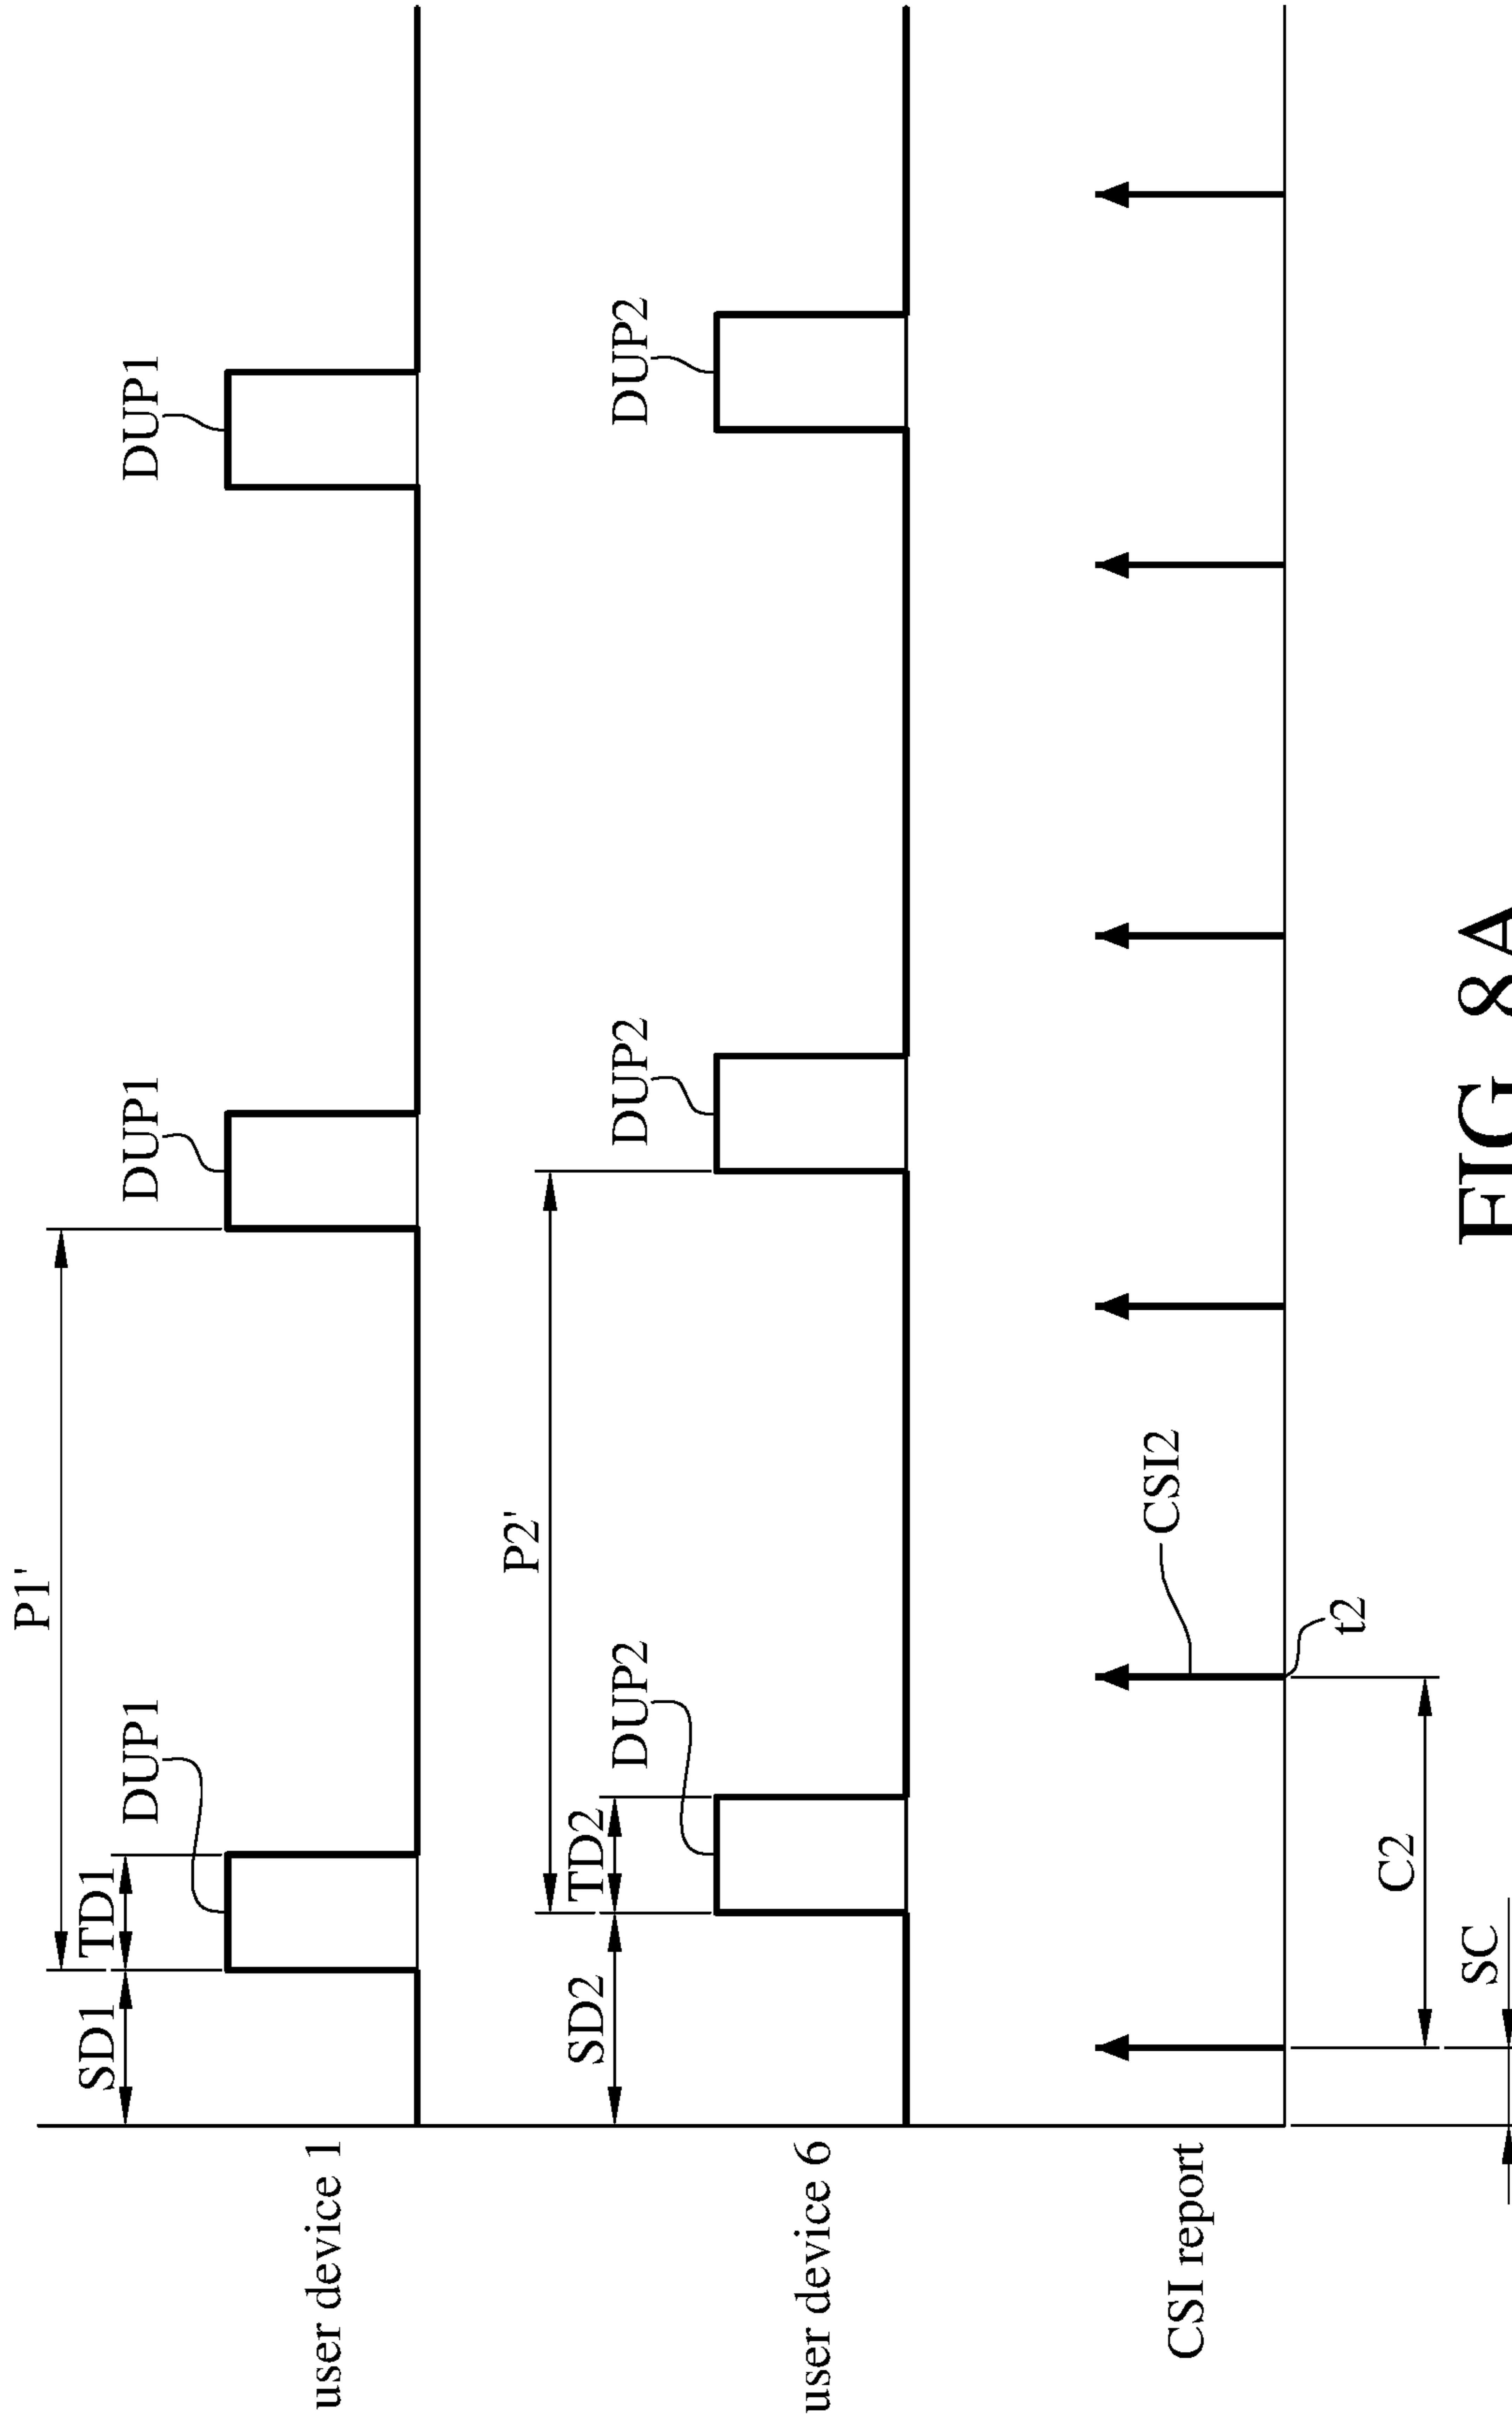 user device 1
SD1
TD1
P1'
DUP1
DUP1
DUP1
user device 6
SD2
TD2
P2'
DUP2
DUP2
DUP2
CSI report
CSI2
t2
C2
SC
FIG. 8A